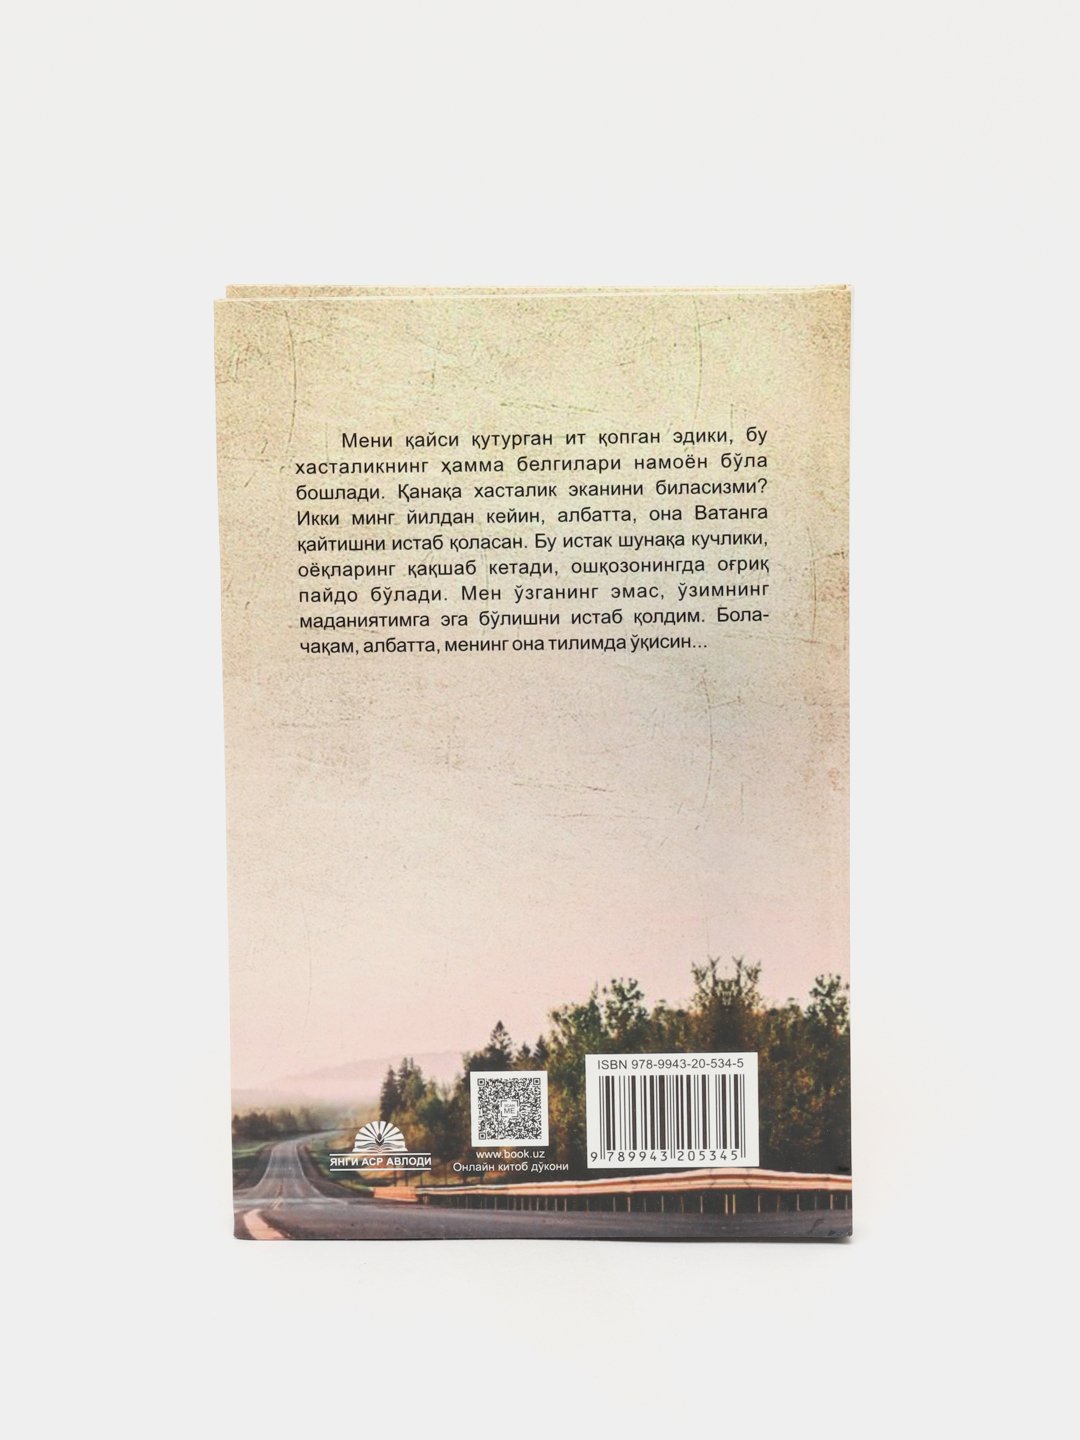 Мени қайси қутурган ит қопган эдики, бу
хасталикнинг ҳамма белгилари намоён бўла
бошлади. Қанақа хасталик эканини биласизми?
Икки минг йилдан кейин, албатта, она Ватанга
қайтишни истаб қоласан. Бу истак шунақа кучлики,
оёқларинг қақшаб кетади, ошқозонингда оғриқ
пайдо бўлади. Мен ўзганинг эмас, ўзимнинг
маданиятимга эга бўлишни истаб қолдим. Бола-
чақам, албатта, менинг она тилимда ўқисин...
ЯНГИ АСР АВЛОДИ
SCAN
ME
www.book.uz
Онлайн китоб дўкони
ISBN 978-9943-20-534-5
9 789943 205345